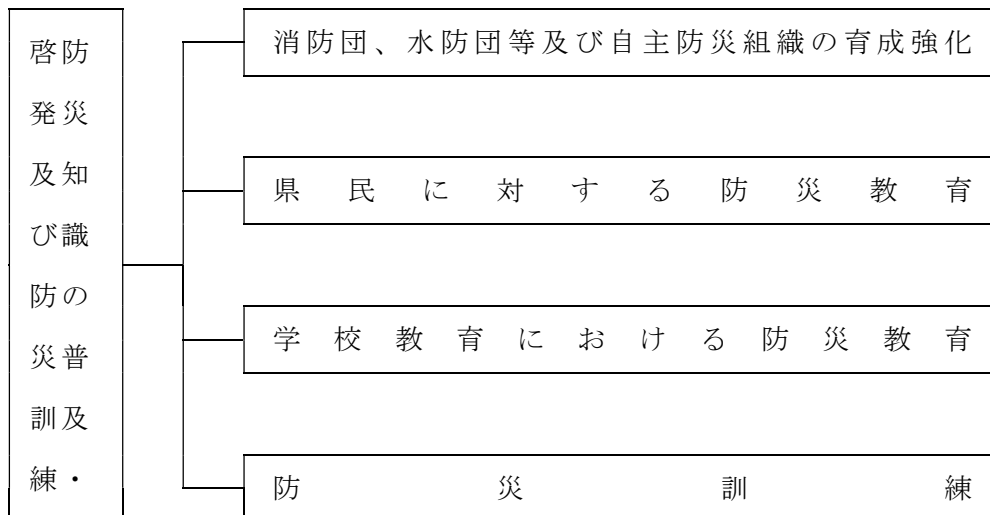 防災知識の普及・
啓発及び防災訓練
消防団、水防団等及び自主防災組織の育成強化
県民に対する防災教育
学校教育における防災教育
防災訓練